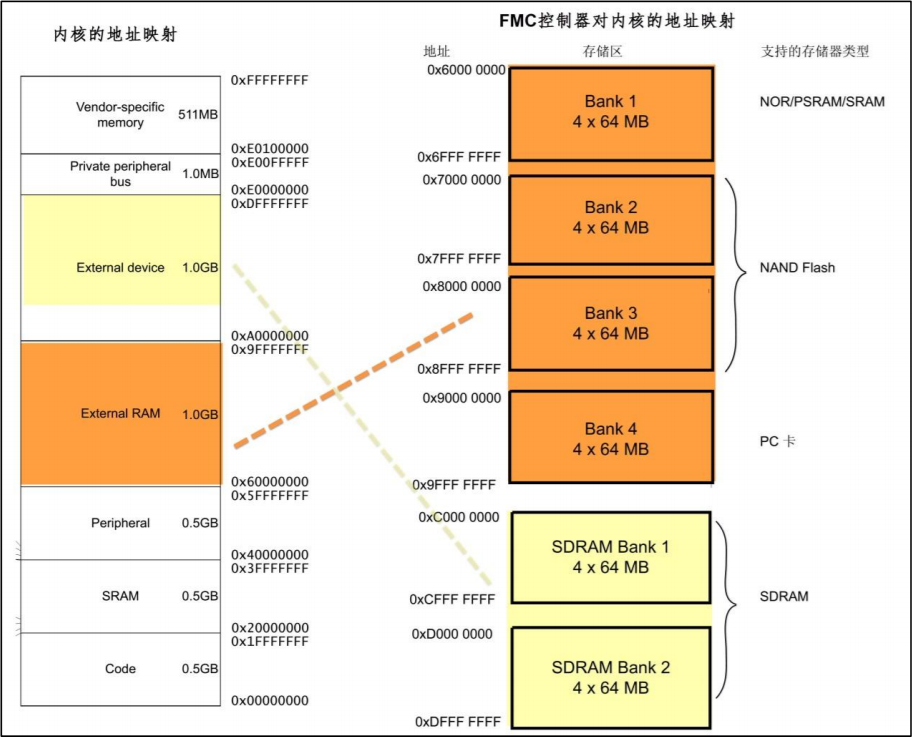 内核的地址映射
0xFFFFFFFF
Vendor-specific
memory
511MB
0xE0100000
0xE00FFFFF
Private peripheral
bus
1.0MB
0xE0000000
0xDFFFFFFF
External device
1.0GB
0xA0000000
0x9FFFFFFF
External RAM
1.0GB
0x60000000
0x5FFFFFFF
Peripheral
0.5GB
0x40000000
0x3FFFFFFF
SRAM
0.5GB
0x20000000
0x1FFFFFFF
Code
0.5GB
0x00000000
FMC控制器对内核的地址映射
地址
存储区
支持的存储器类型
0x6000 0000
Bank 1
4 x 64 MB
NOR/PSRAM/SRAM
0x6FFF FFFF
0x7000 0000
Bank 2
4 x 64 MB
0x7FFF FFFF
NAND Flash
0x8000 0000
Bank 3
4 x 64 MB
0x8FFF FFFF
0x9000 0000
Bank 4
4 x 64 MB
PC 卡
0x9FFF FFFF
0xC000 0000
SDRAM Bank 1
4 x 64 MB
0xCFFF FFFF
SDRAM
0xD000 0000
SDRAM Bank 2
4 x 64 MB
0xDFFF FFFF